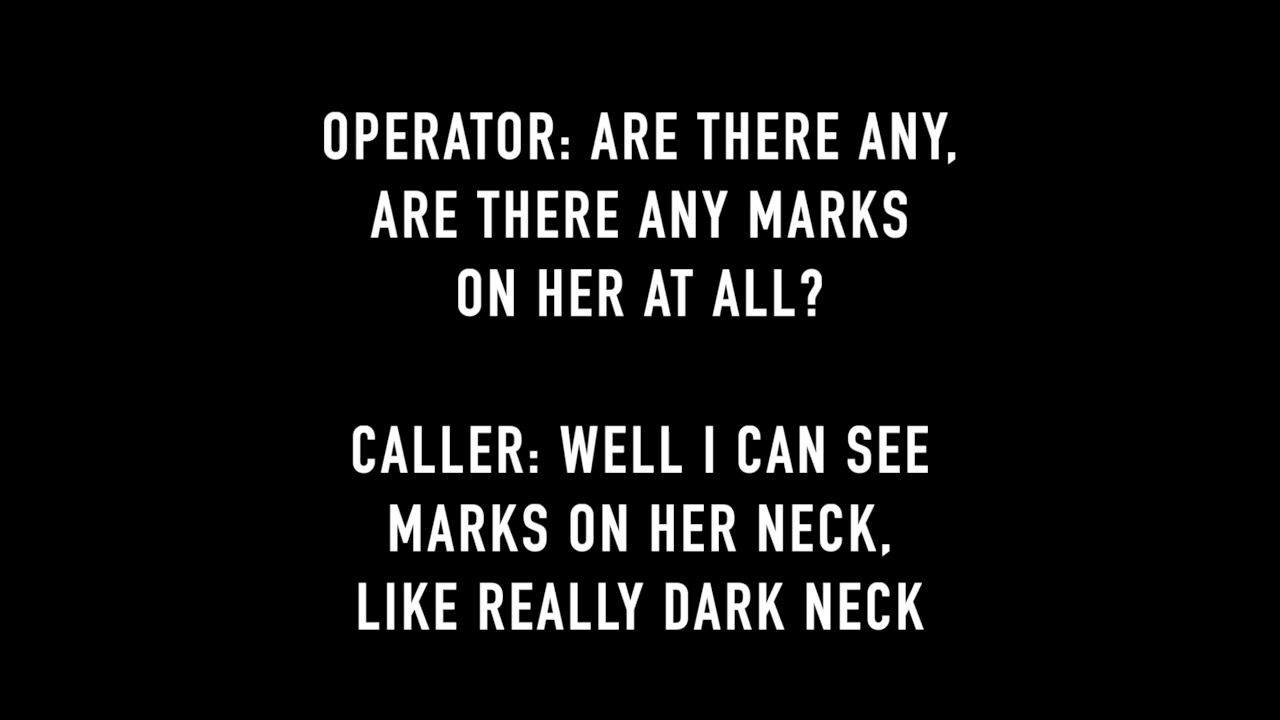 OPERATOR: ARE THERE ANY,
ARE THERE ANY MARKS
ON HER AT ALL?
CALLER: WELL I CAN SEE
MARKS ON HER NECK,
LIKE REALLY DARK NECK